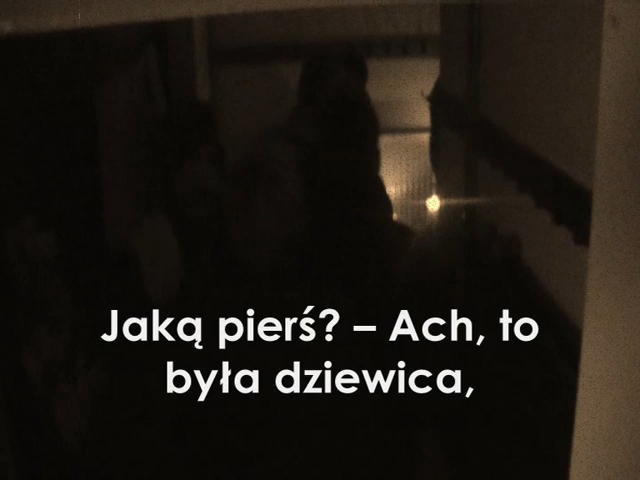 Jaką pierś? – Ach, to
była dziewica,